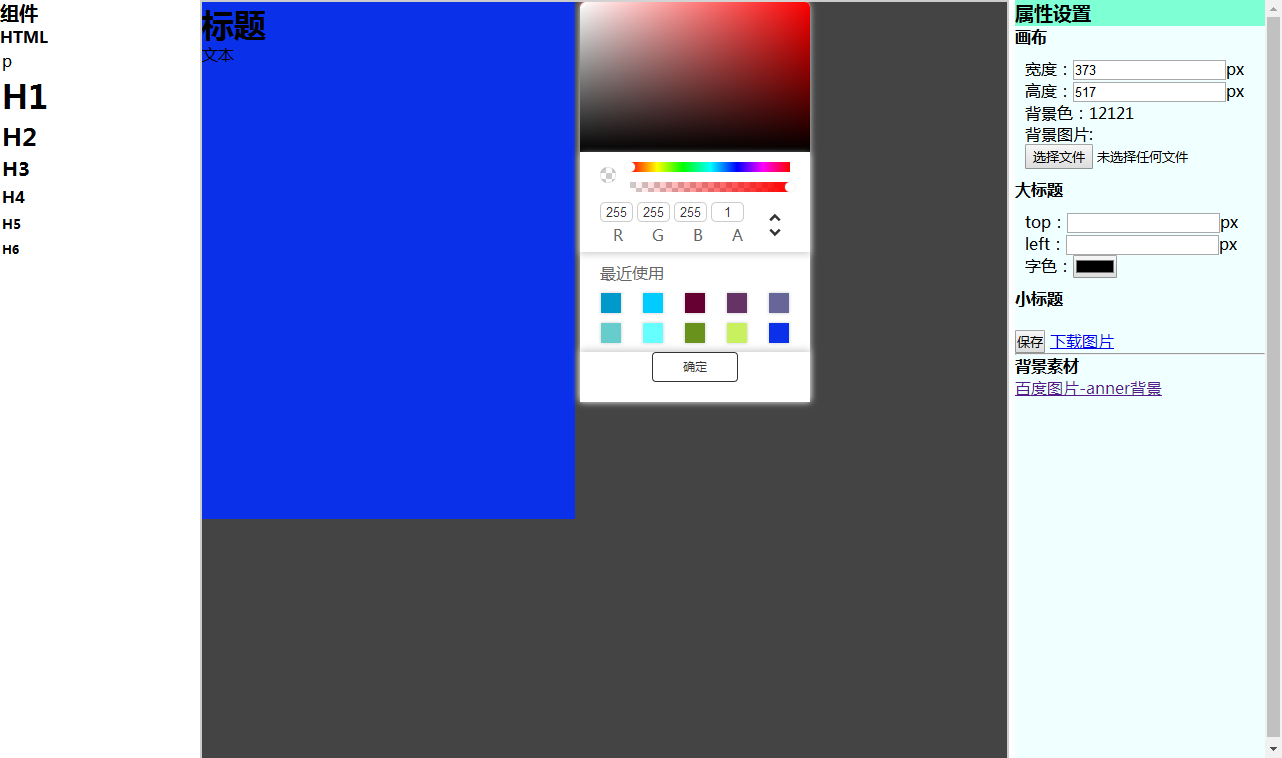 组件
HTML
p
H1
H2
H3
H4
H5
H6
标题
文本
255 255 255 1
R G B A
最近使用
确定
属性设置
画布
宽度：373px
高度：517px
背景色：12121
背景图片:
选择文件 未选择任何文件
大标题
top：px
left：px
字色：
小标题
保存 下载图片
背景素材
百度图片-anner背景